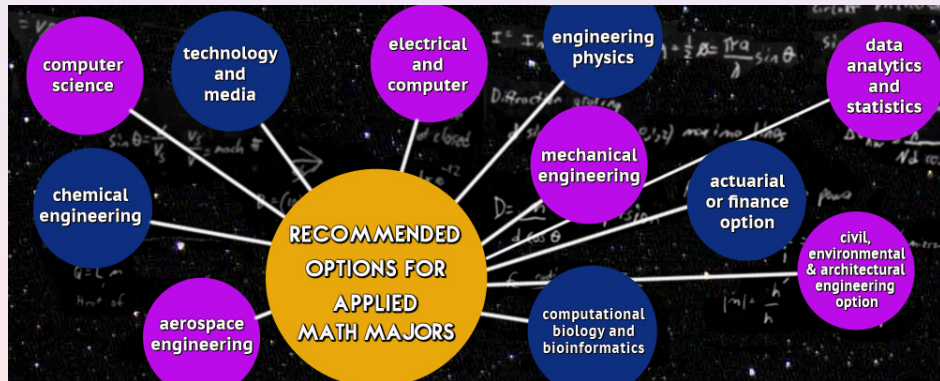 computer
science
technology
and
media
electrical
and
computer
engineering
physics
data
analytics
and
statistics
chemical
engineering
mechanical
engineering
actuarial
or finance
option
RECOMMENDED
OPTIONS FOR
APPLIED
MATH MAJORS
civil,
environmental
& architectural
engineering
option
aerospace
engineering
computational
biology and
bioinformatics